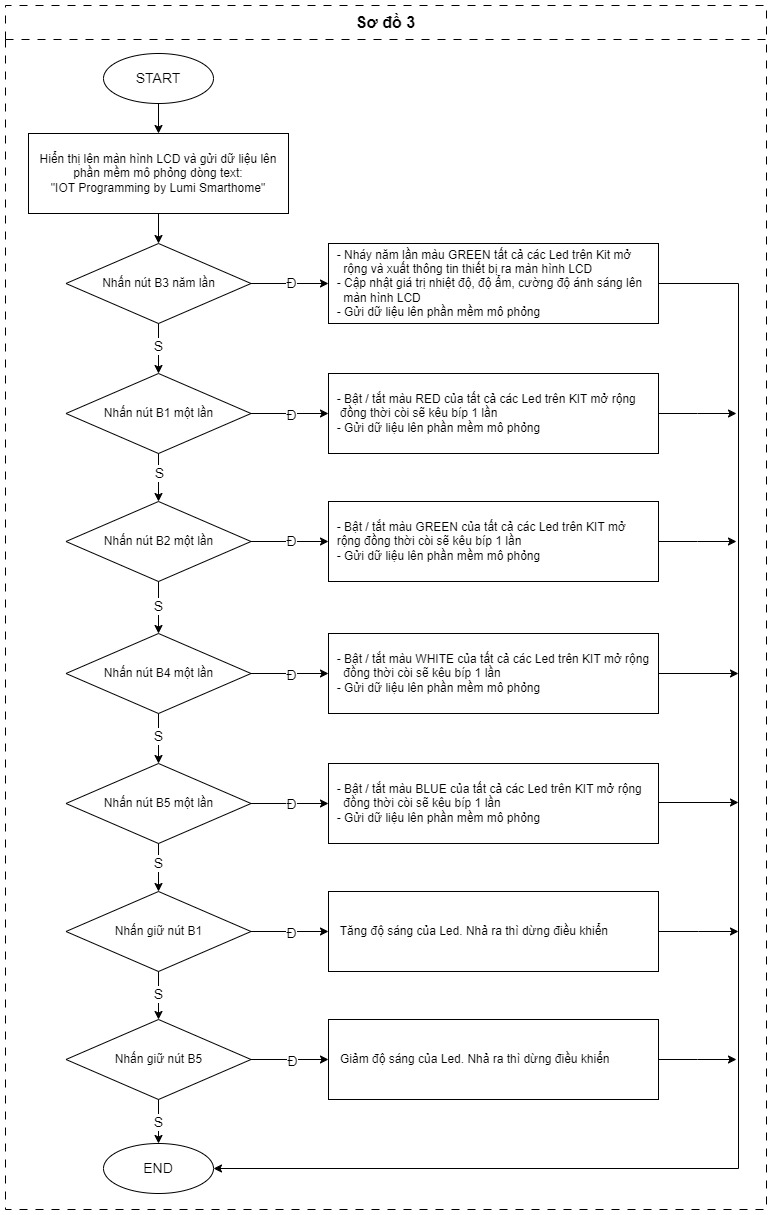 Sơ đồ 3
START
Hiển thị lên màn hình LCD và gửi dữ liệu lên
phần mềm mô phỏng dòng text:
"IOT Programming by Lumi Smarthome"
Nhấn nút B3 năm lần
Đ
- Nháy năm lần màu GREEN tất cả các Led trên Kit mở
rộng và xuất thông tin thiết bị ra màn hình LCD
- Cập nhật giá trị nhiệt độ, độ ẩm, cường độ ánh sáng lên
màn hình LCD
- Gửi dữ liệu lên phần mềm mô phỏng
S
Nhấn nút B1 một lần
Đ
- Bật / tắt màu RED của tất cả các Led trên KIT mở rộng
đồng thời còi sẽ kêu bíp 1 lần
- Gửi dữ liệu lên phần mềm mô phỏng
S
Nhấn nút B2 một lần
Đ
- Bật / tắt màu GREEN của tất cả các Led trên KIT mở
rộng đồng thời còi sẽ kêu bíp 1 lần
- Gửi dữ liệu lên phần mềm mô phỏng
S
Nhấn nút B4 một lần
Đ
- Bật / tắt màu WHITE của tất cả các Led trên KIT mở rộng
đồng thời còi sẽ kêu bíp 1 lần
- Gửi dữ liệu lên phần mềm mô phỏng
S
Nhấn nút B5 một lần
Đ
- Bật / tắt màu BLUE của tất cả các Led trên KIT mở rộng
đồng thời còi sẽ kêu bíp 1 lần
- Gửi dữ liệu lên phần mềm mô phỏng
S
Nhấn giữ nút B1
Đ
Tăng độ sáng của Led. Nhả ra thì dừng điều khiển
S
Nhấn giữ nút B5
Đ
Giảm độ sáng của Led. Nhả ra thì dừng điều khiển
S
END